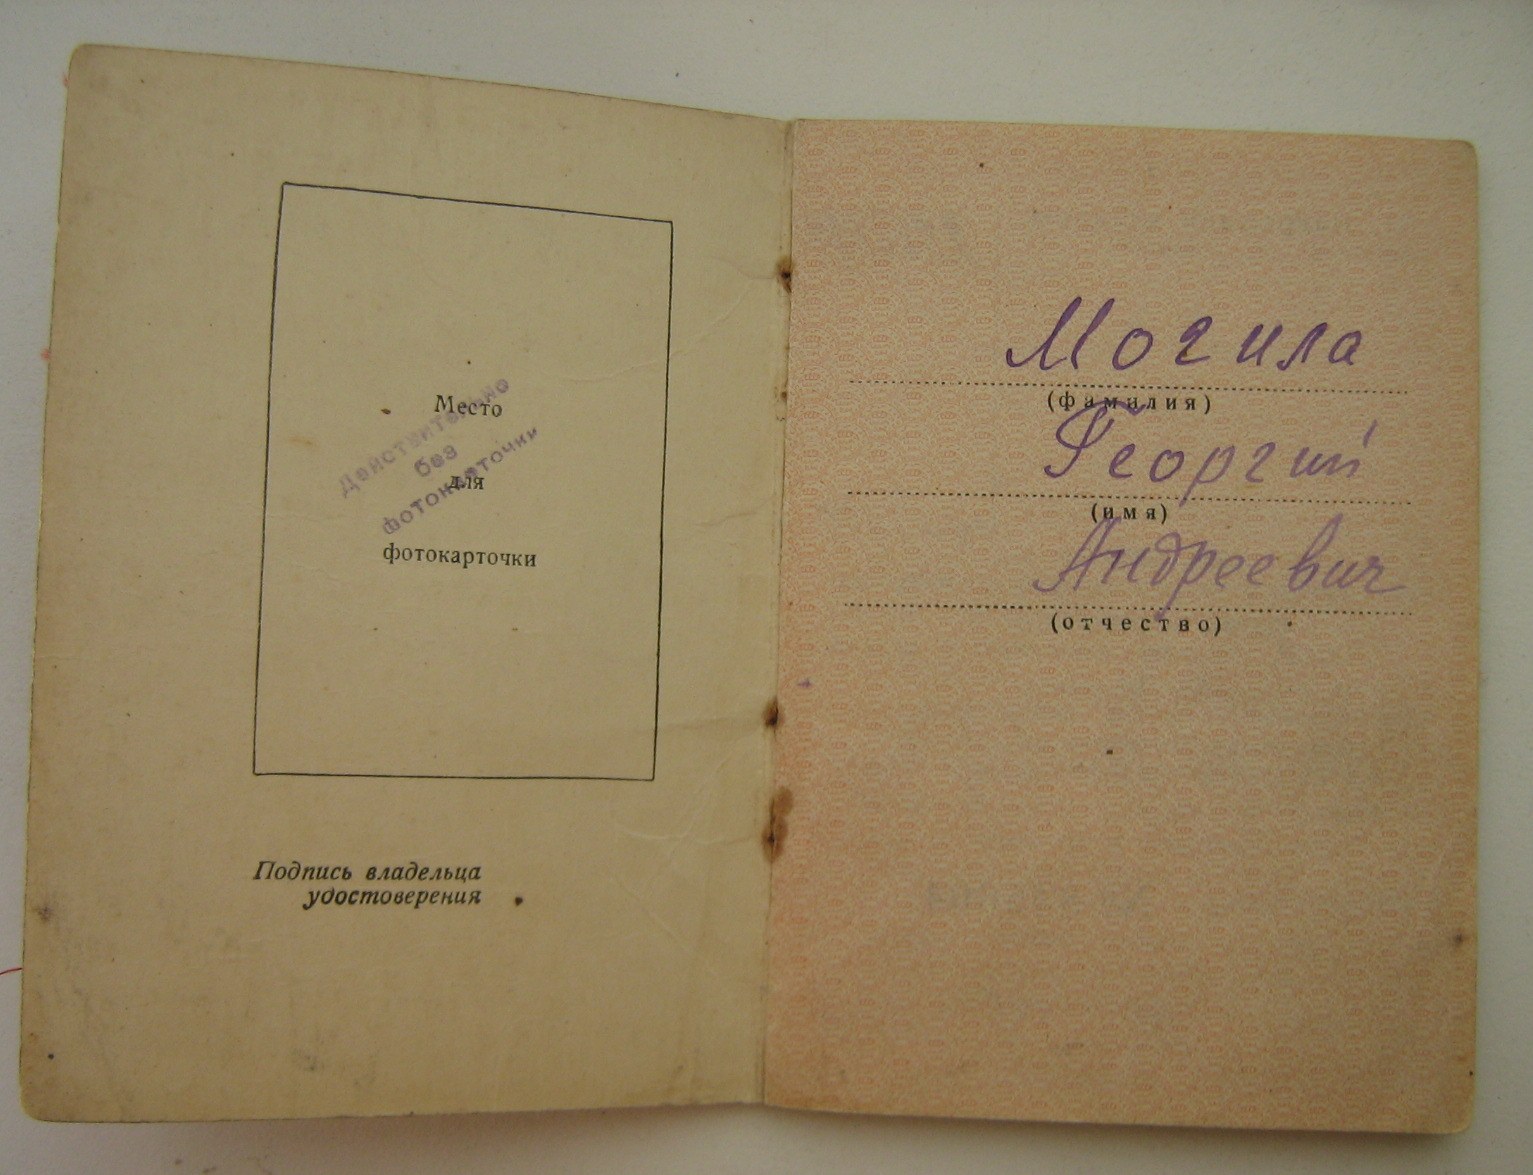 Место
для
фотокарточки
Действительно
без
фотокарточки
Подпись владельца
удостоверения
Могила
(фамилия)
Георгий
(имя)
Андреевич
(отчество)